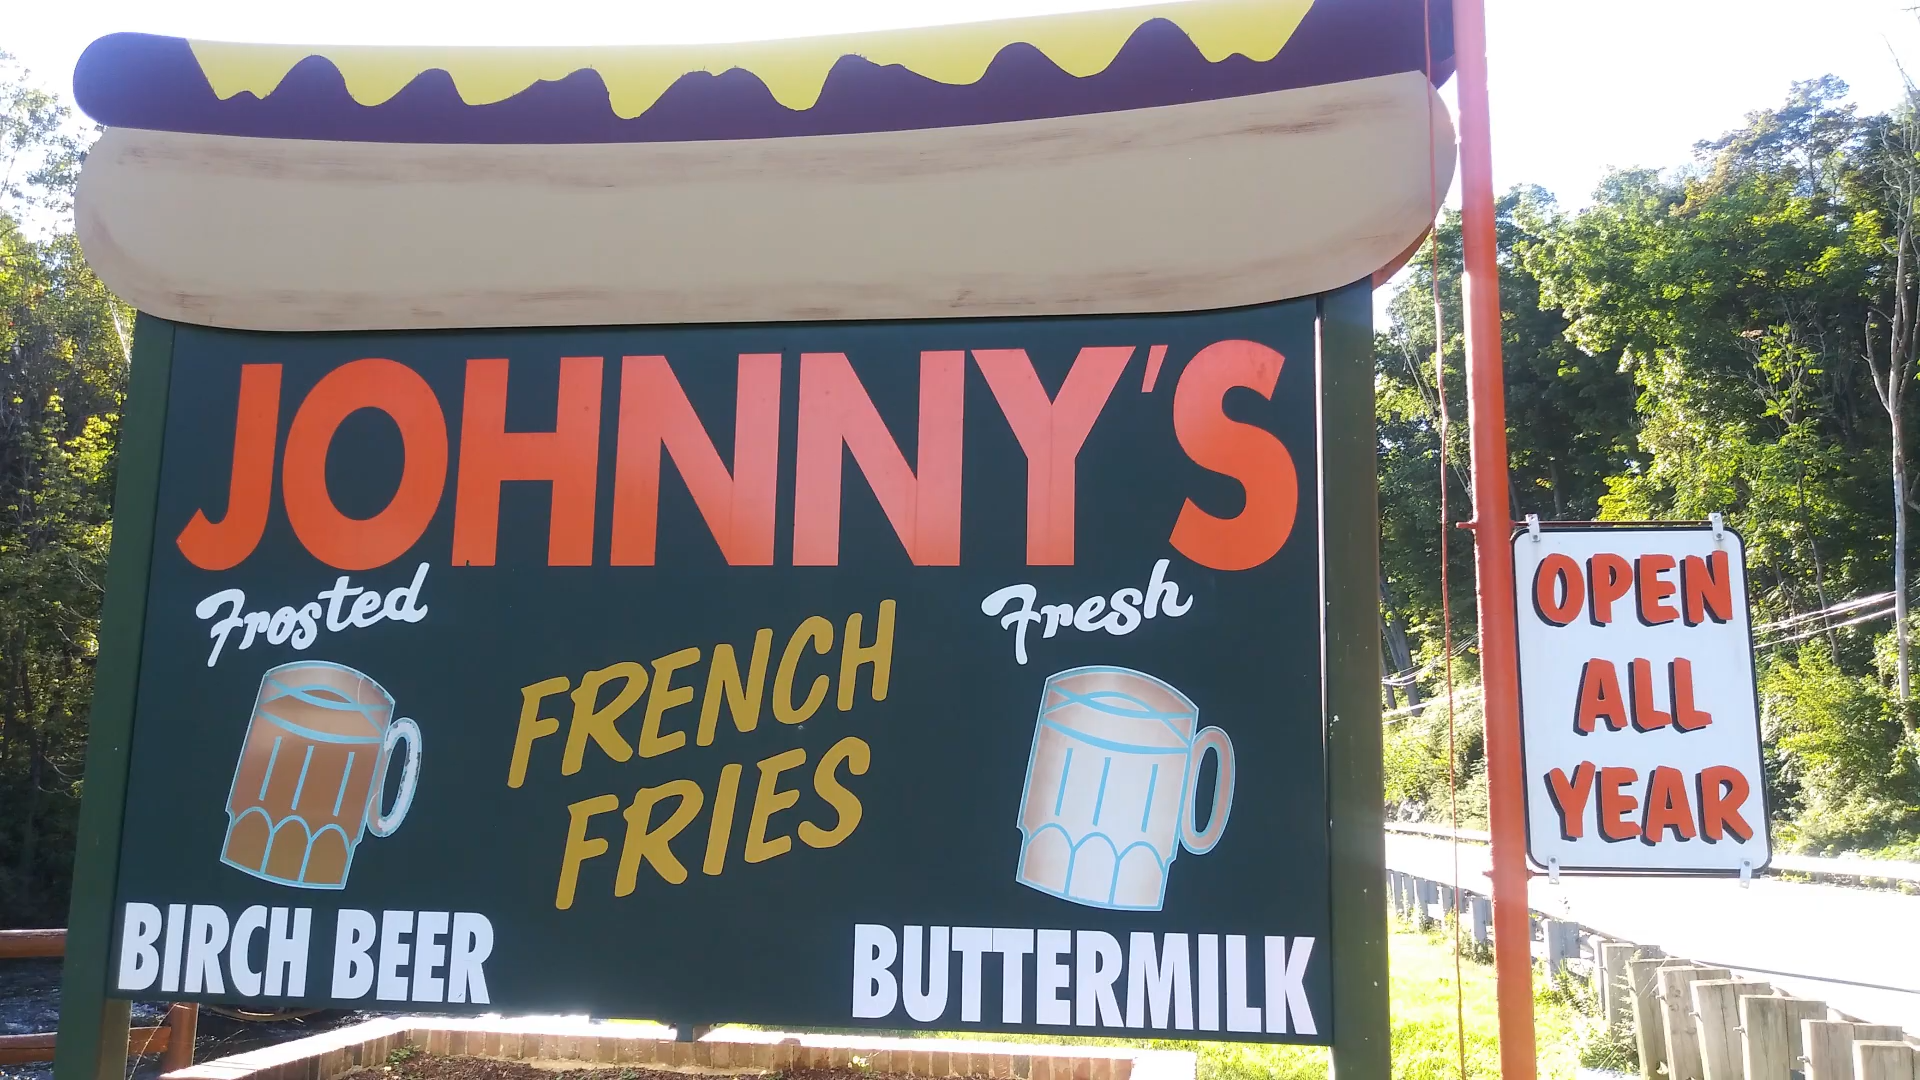 JOHNNY'S
Frosted
Fresh
FRENCH
FRIES
BIRCH BEER
BUTTERMILK
OPEN
ALL
YEAR